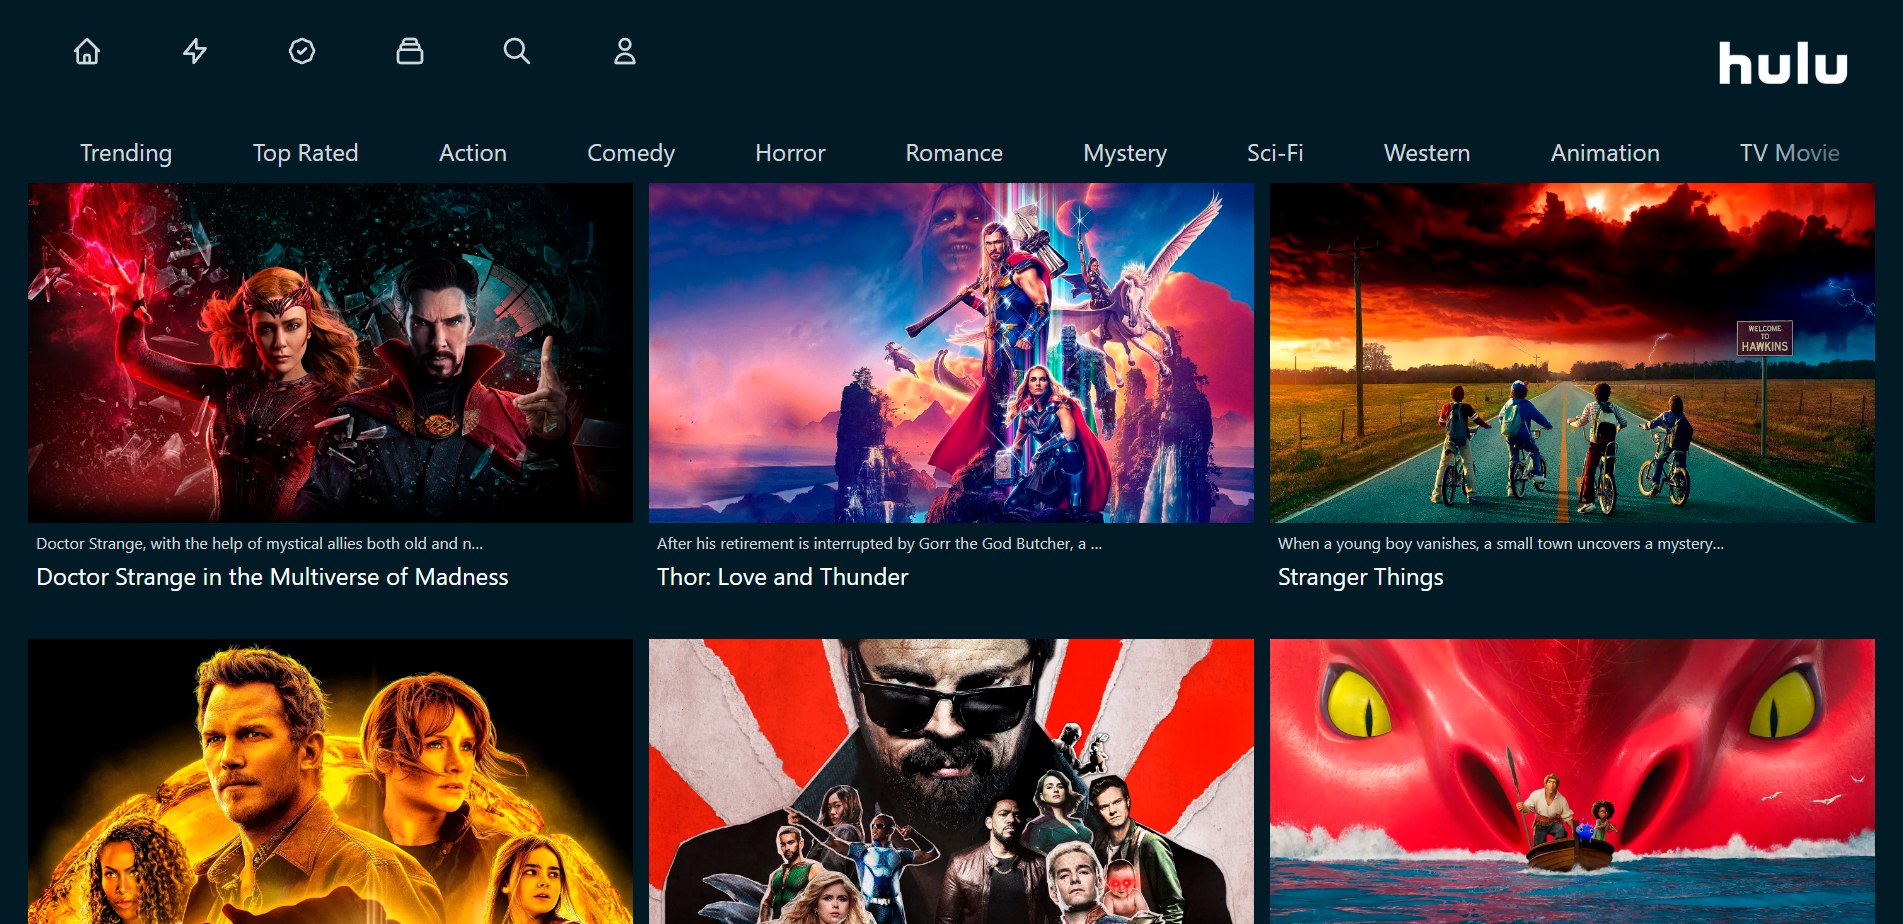 hulu
Trending Top Rated Action Comedy Horror Romance Mystery Sci-Fi Western Animation TV Movie
WELCOME
TO
HAWKINS
Doctor Strange, with the help of mystical allies both old and n...
Doctor Strange in the Multiverse of Madness
After his retirement is interrupted by Gorr the God Butcher, a ...
Thor: Love and Thunder
When a young boy vanishes, a small town uncovers a mystery...
Stranger Things